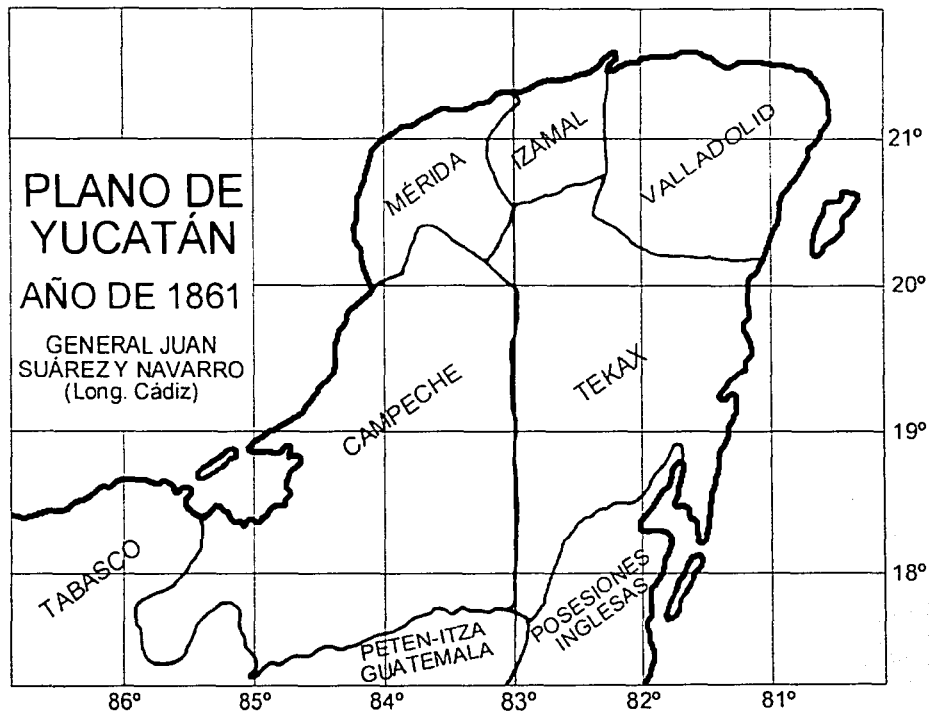 PLANO DE
YUCATÁN
AÑO DE 1861
GENERAL JUAN
SUÁREZ Y NAVARRO
(Long. Cádiz)
MÉRIDA
IZAMAL
VALLADOLID
CAMPECHE
TEKAX
TABASCO
PETEN-ITZA
GUATEMALA
POSESIONES
INGLESAS
21º
20º
19º
18º
86º
85º
84º
83º
82º
81º